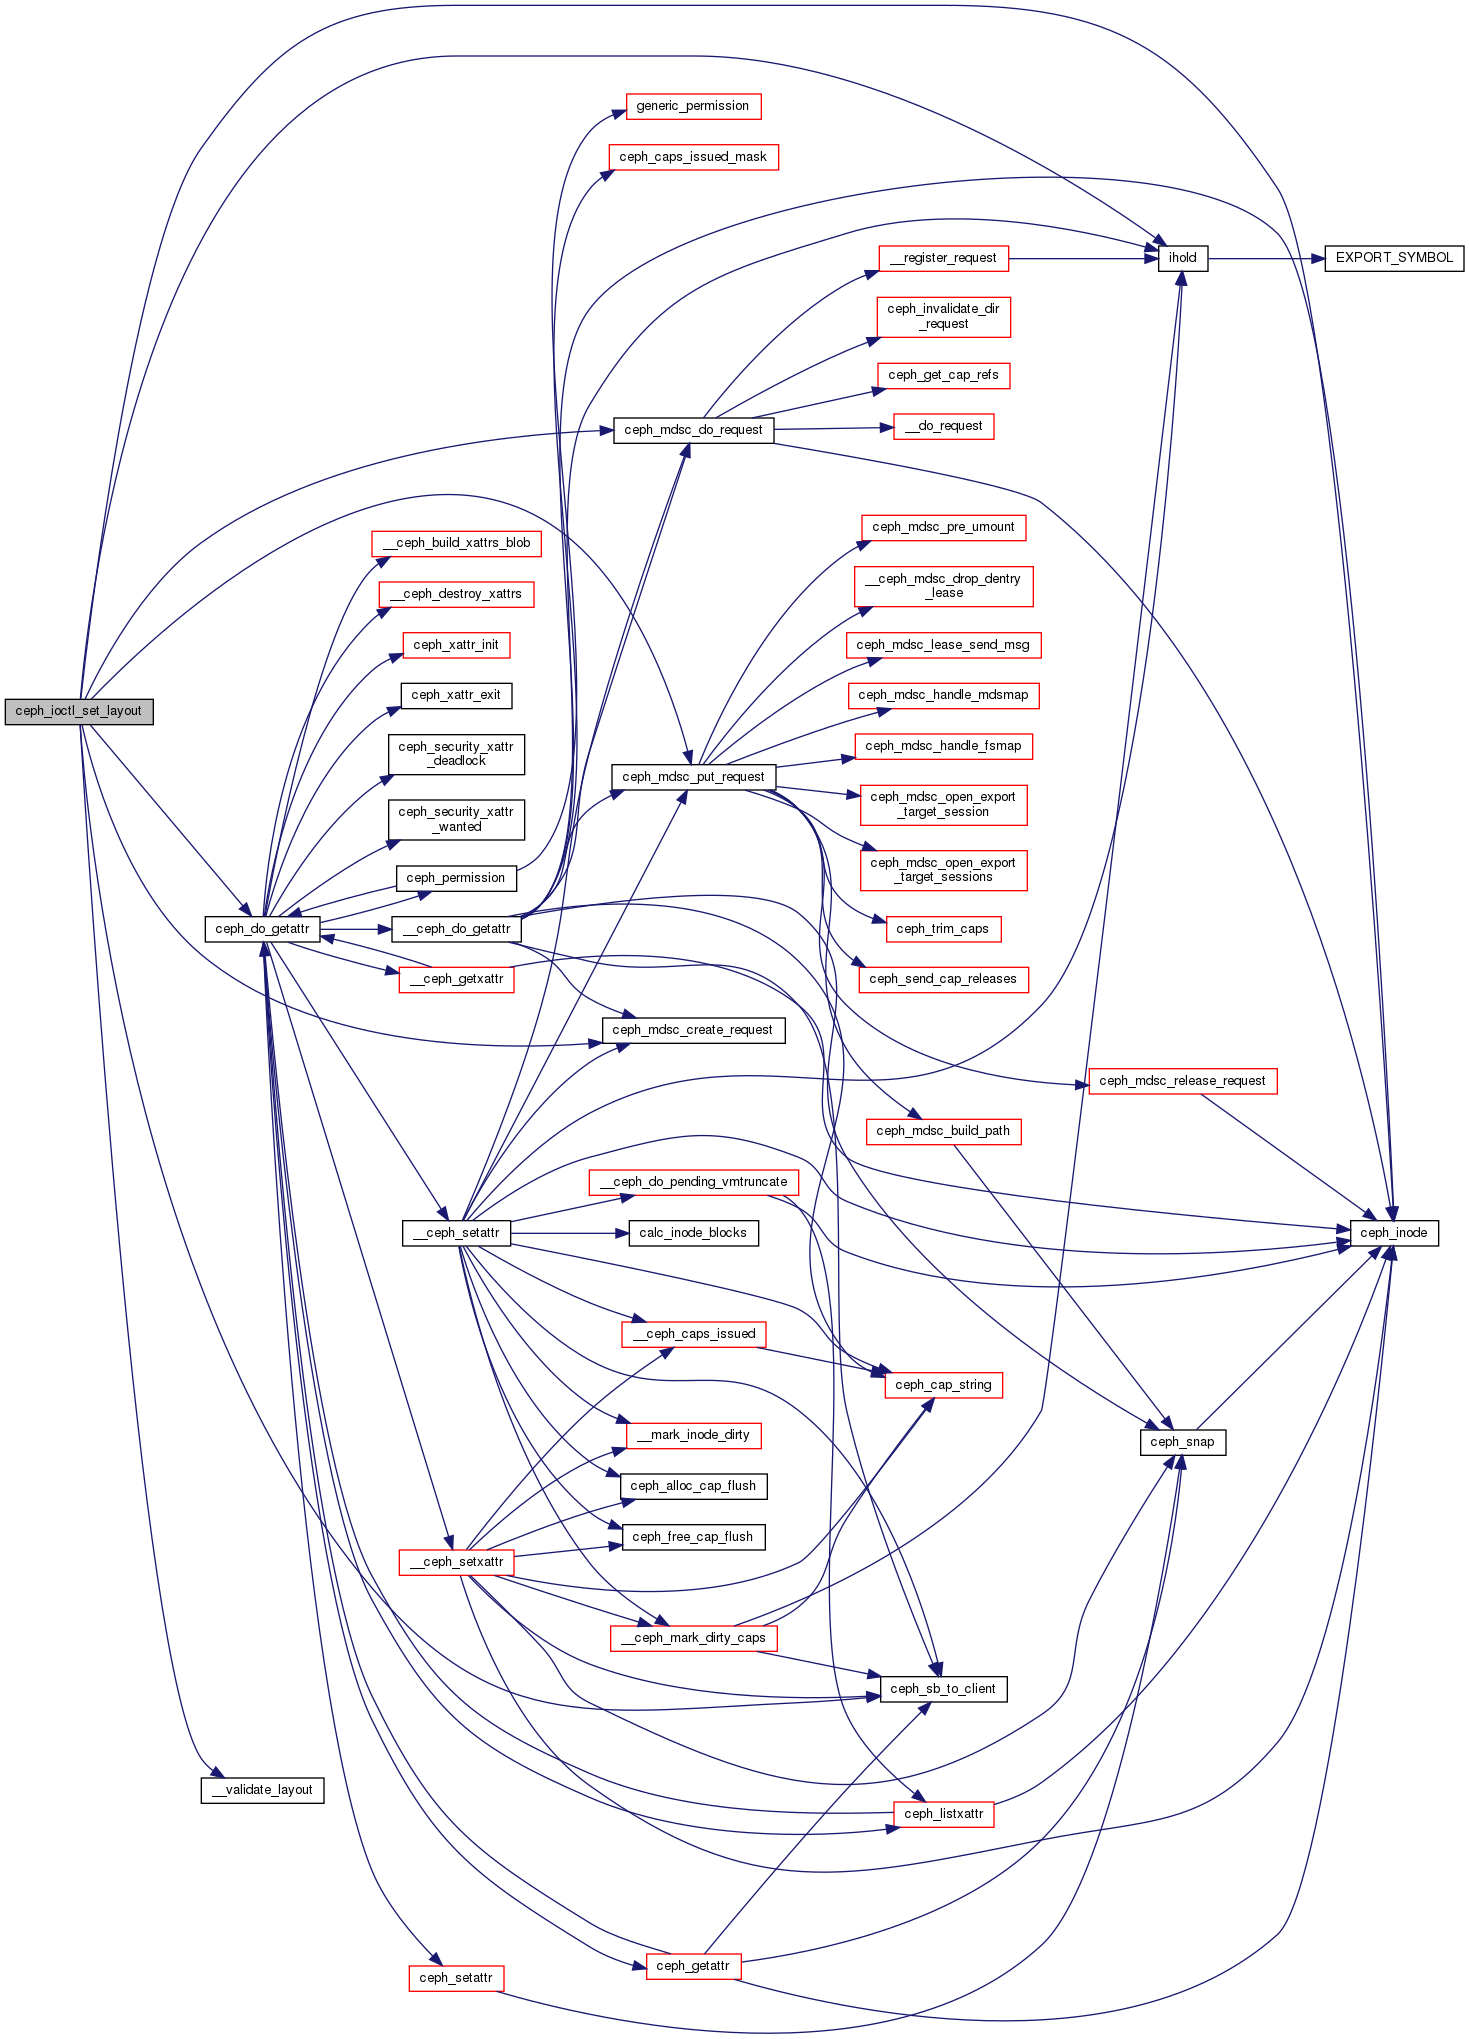 generic_permission
ceph_caps_issued_mask
__register_request
ihold
EXPORT_SYMBOL
ceph_invalidate_dir
_request
ceph_get_cap_refs
ceph_mdsc_do_request
__do_request
ceph_mdsc_pre_umount
__ceph_build_xattrs_blob
__ceph_mdsc_drop_dentry
_lease
__ceph_destroy_xattrs
ceph_xattr_init
ceph_mdsc_lease_send_msg
ceph_xattr_exit
ceph_mdsc_handle_mdsmap
ceph_ioctl_set_layout
ceph_security_xattr
_deadlock
ceph_mdsc_handle_fsmap
ceph_mdsc_put_request
ceph_mdsc_open_export
_target_session
ceph_security_xattr
_wanted
ceph_mdsc_open_export
_target_sessions
ceph_permission
ceph_do_getattr
__ceph_do_getattr
ceph_trim_caps
__ceph_getxattr
ceph_send_cap_releases
ceph_mdsc_create_request
ceph_mdsc_release_request
ceph_mdsc_build_path
__ceph_do_pending_vmtruncate
__ceph_setattr
calc_inode_blocks
ceph_inode
__ceph_caps_issued
ceph_cap_string
__mark_inode_dirty
ceph_snap
ceph_alloc_cap_flush
ceph_free_cap_flush
__ceph_setxattr
__ceph_mark_dirty_caps
ceph_sb_to_client
__validate_layout
ceph_listxattr
ceph_getattr
ceph_setattr